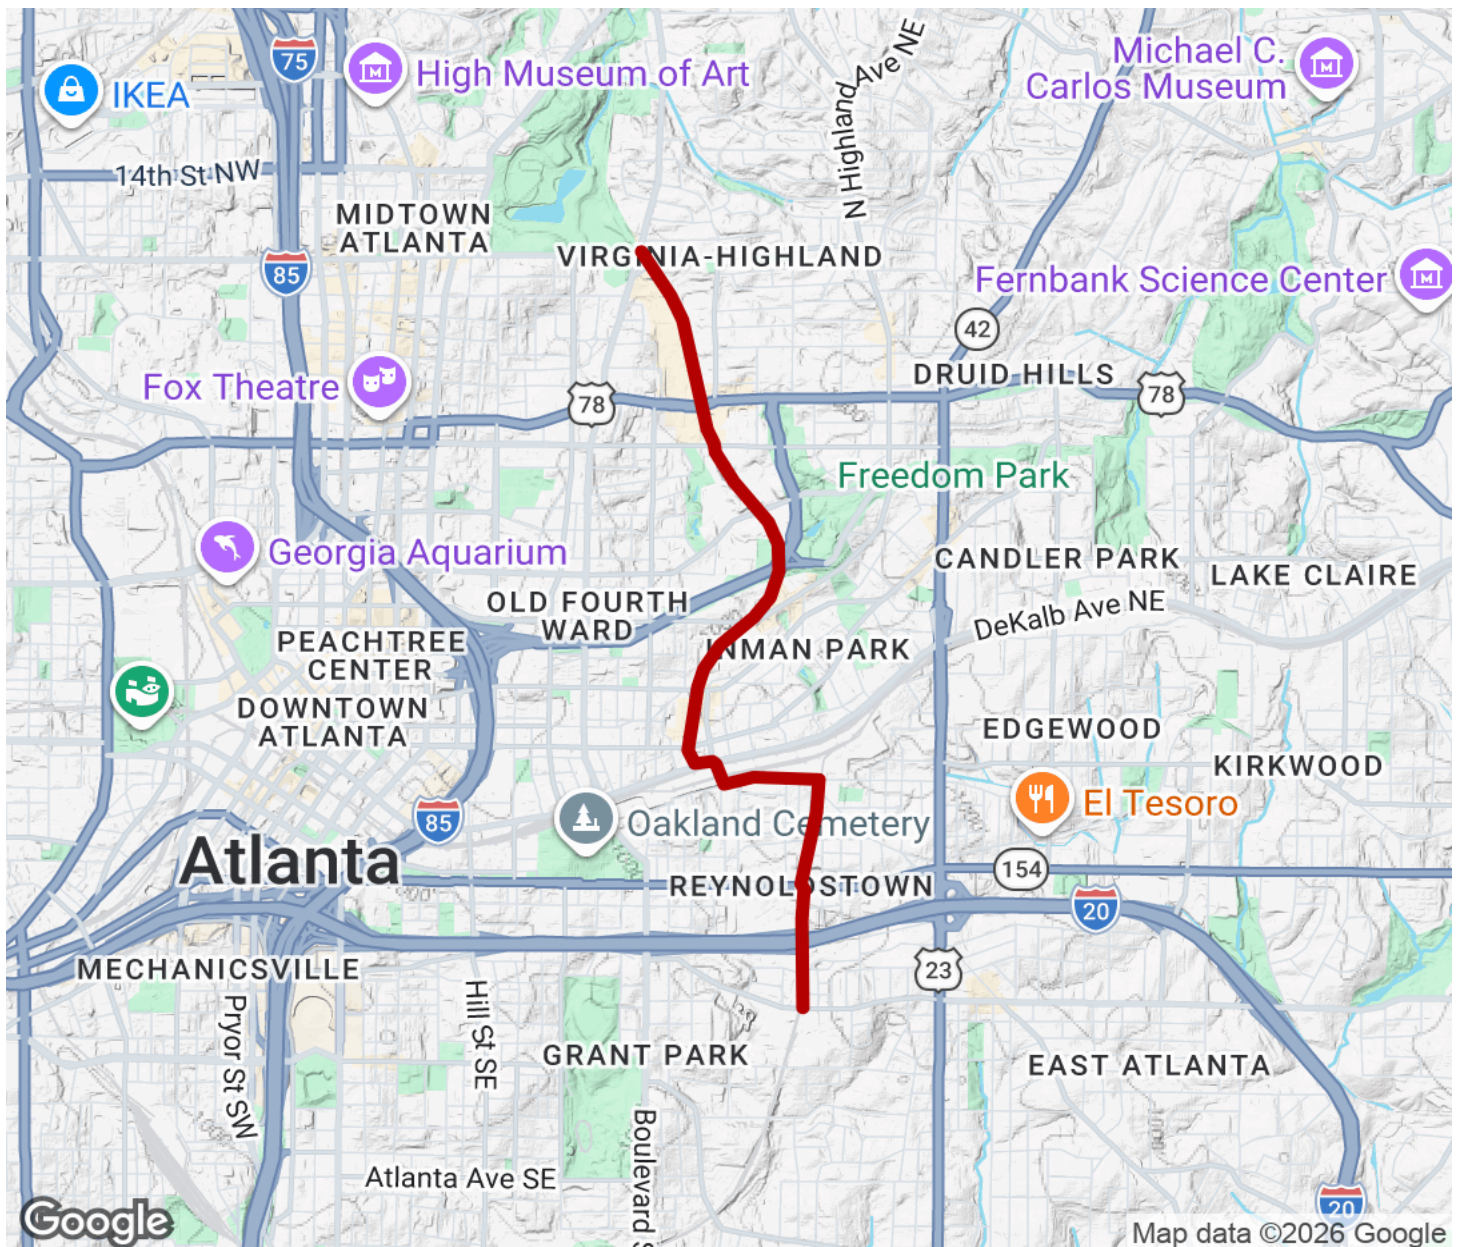 75
High Museum of Art
N Highland Ave NE
Michael C.
Carlos Museum
IKEA
14th St NW
MIDTOWN
ATLANTA
VIRGINIA-HIGHLAND
85
Fernbank Science Center
42
Fox Theatre
78
DRUID HILLS
78
Freedom Park
Georgia Aquarium
CANDLER PARK
LAKE CLAIRE
OLD FOURTH
WARD
DeKalb Ave NE
PEACHTREE
CENTER
INMAN PARK
DOWNTOWN
ATLANTA
EDGEWOOD
KIRKWOOD
85
Oakland Cemetery
El Tesoro
Atlanta
REYNOLDSTOWN
154
20
MECHANICSVILLE
23
Pryor St SW
Hill St SE
GRANT PARK
EAST ATLANTA
Boulevard S
Atlanta Ave SE
20
Google
Map data ©2026 Google